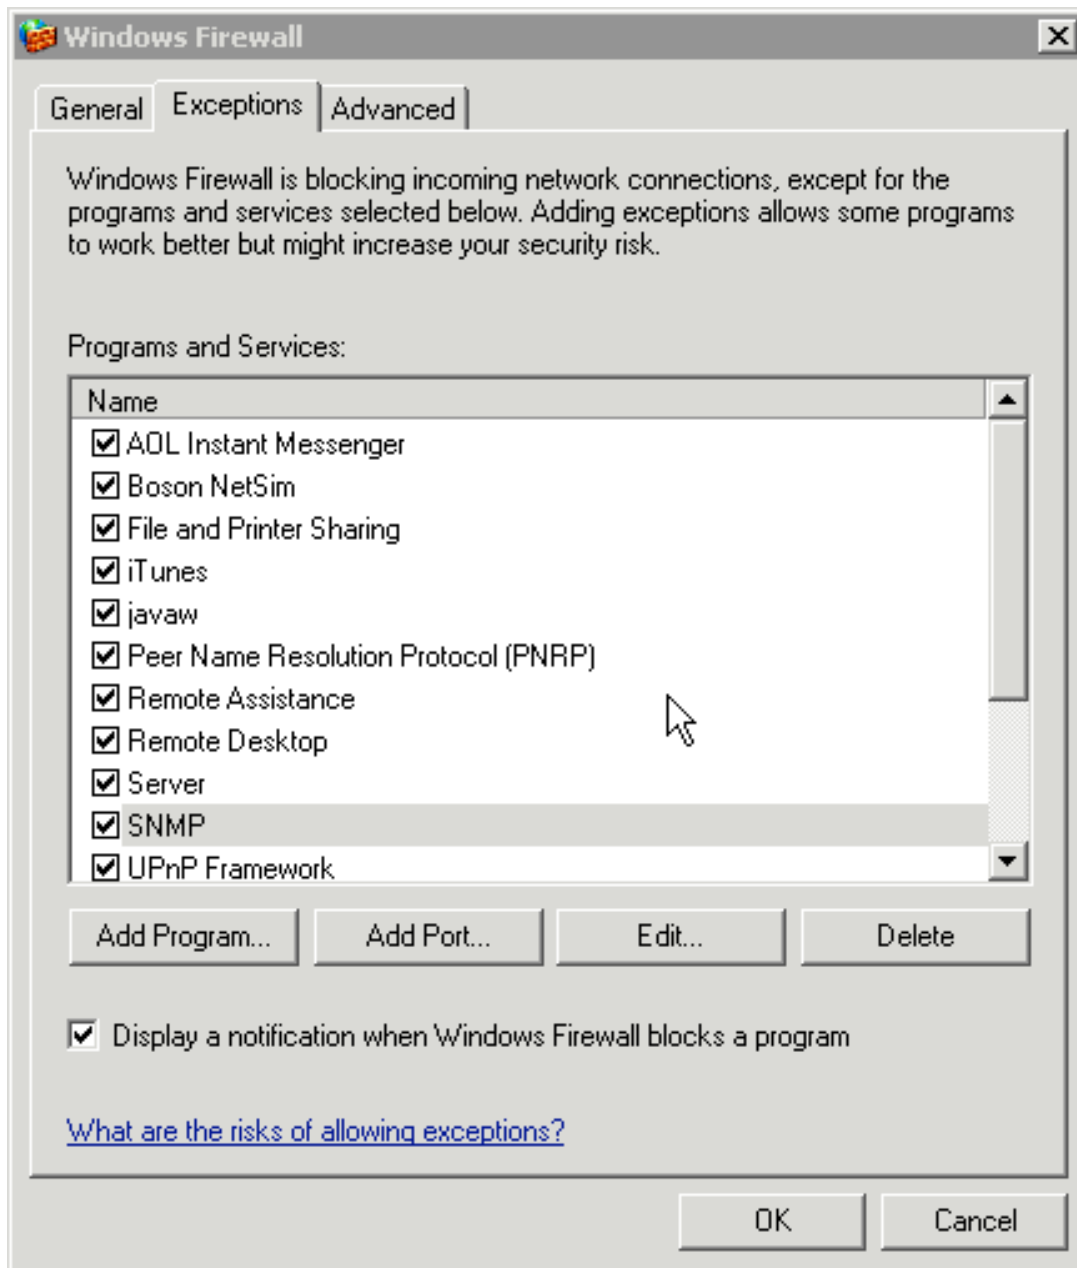 Windows Firewall
General Exceptions Advanced
Windows Firewall is blocking incoming network connections, except for the
programs and services selected below. Adding exceptions allows some programs
to work better but might increase your security risk.
Programs and Services:
Name
AOL Instant Messenger
Boson NetSim
File and Printer Sharing
iTunes
javaw
Peer Name Resolution Protocol (PNRP)
Remote Assistance
Remote Desktop
Server
SNMP
UPnP Framework
Add Program... Add Port... Edit... Delete
Display a notification when Windows Firewall blocks a program
What are the risks of allowing exceptions?
OK Cancel